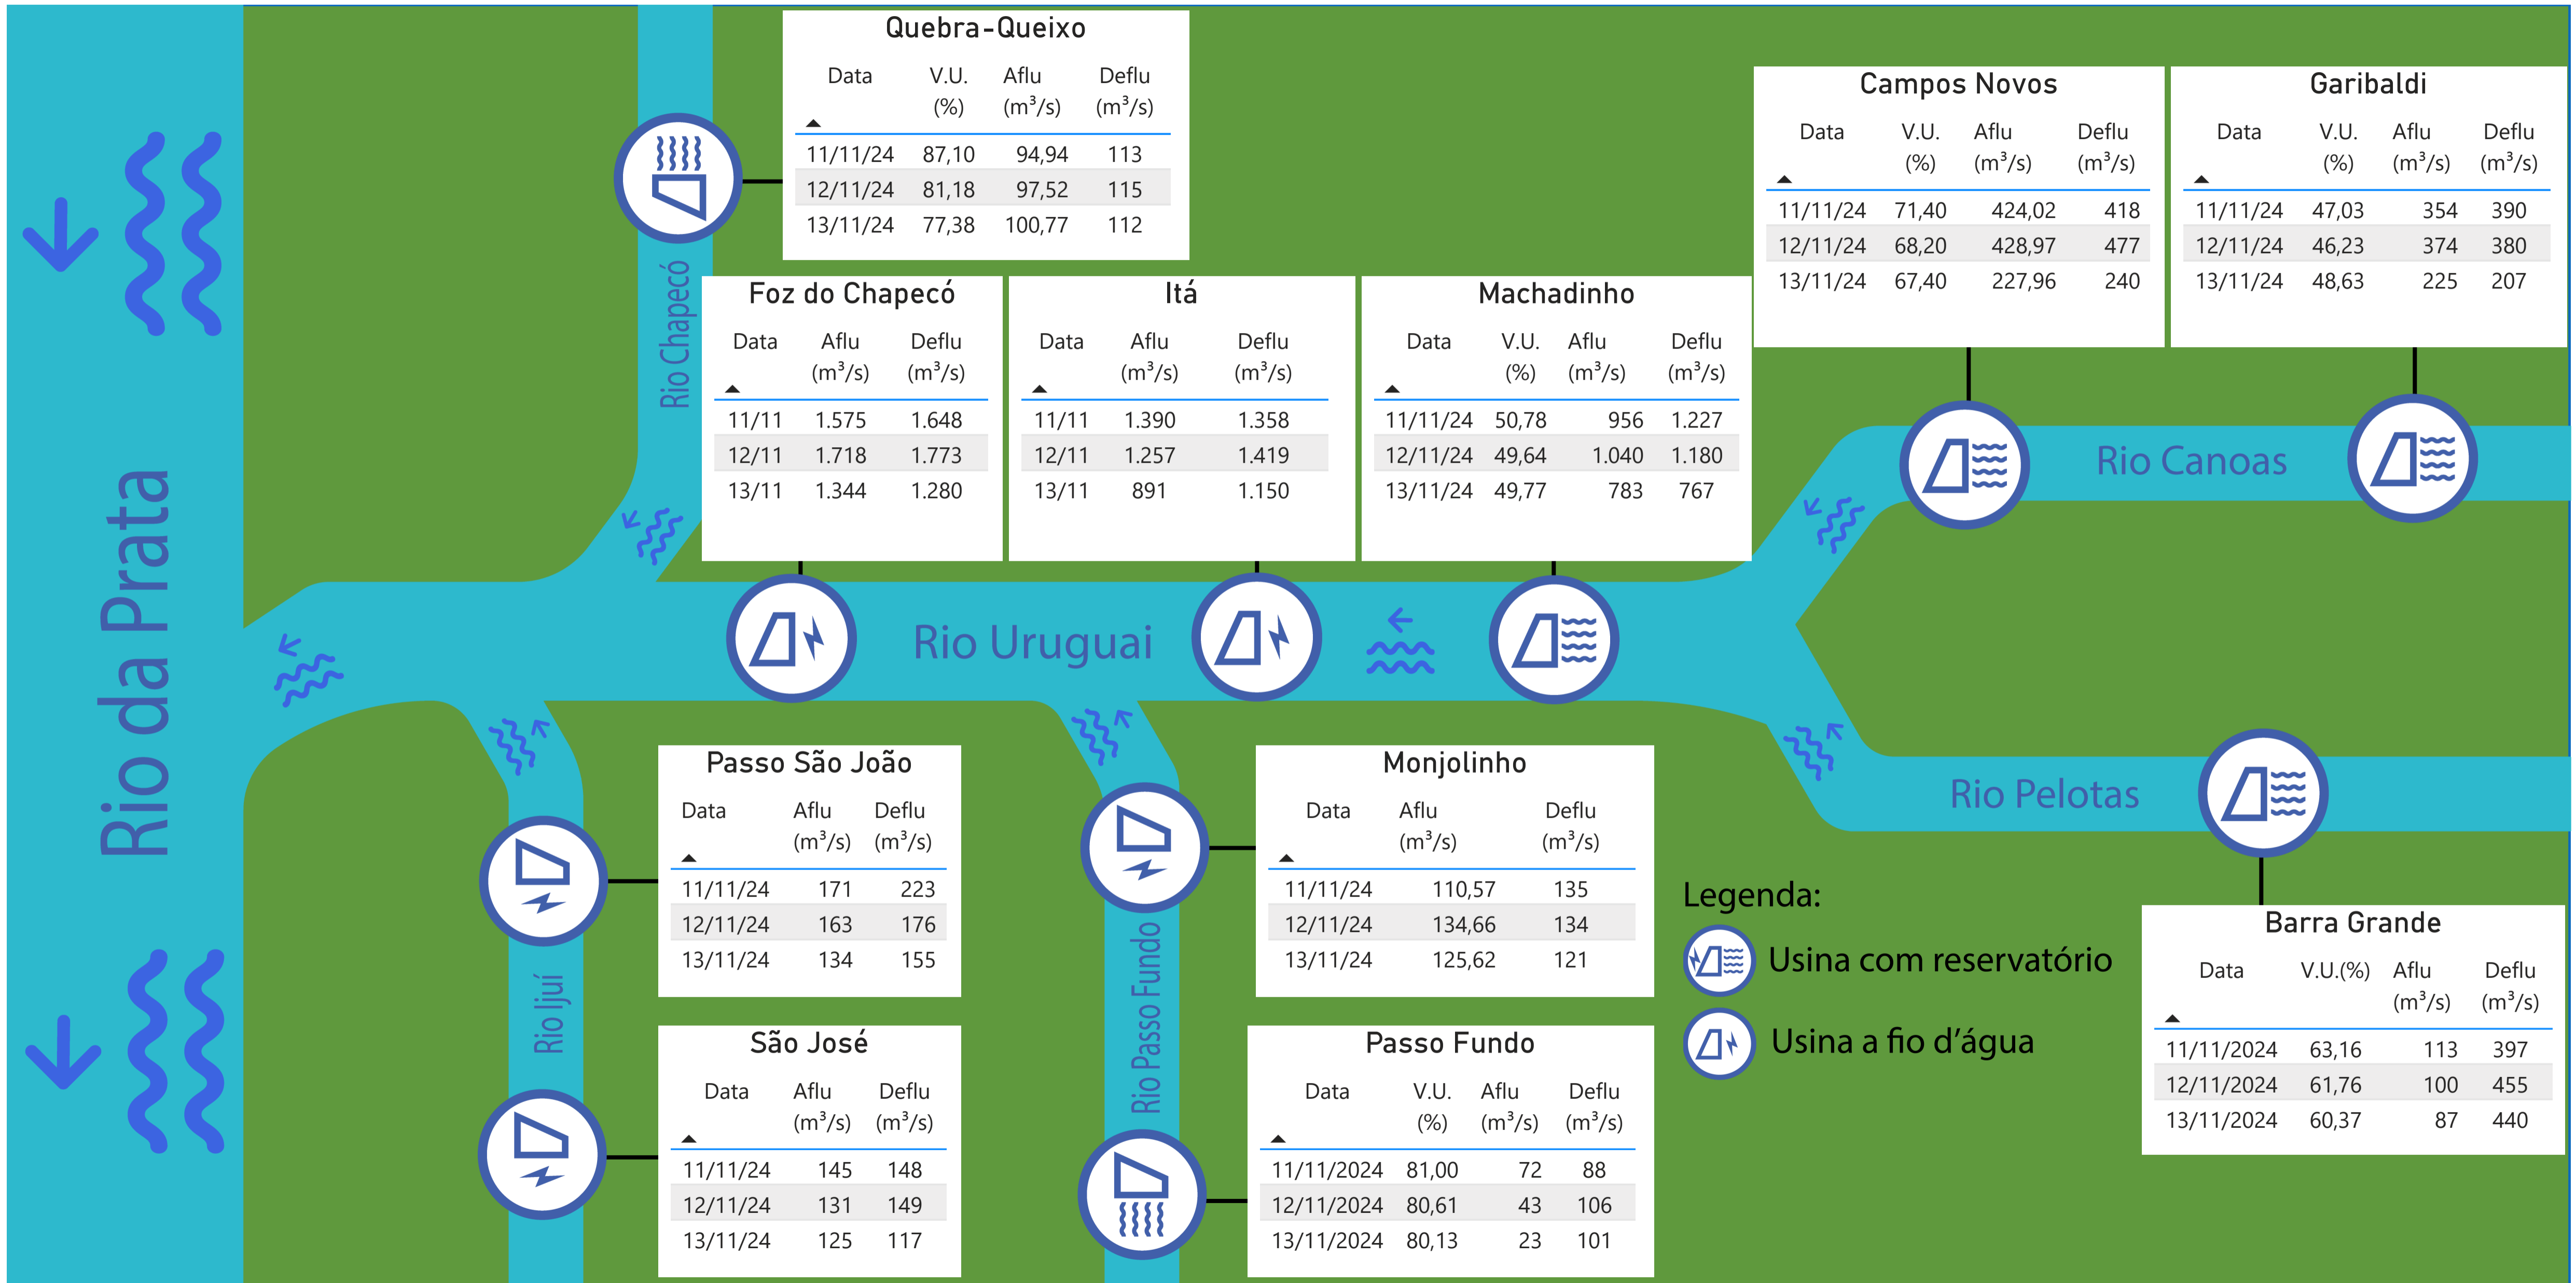 Quebra-Queixo
Data V.U. (%) Aflu (m³/s) Deflu (m³/s)
11/11/24 87,10 94,94 113
12/11/24 81,18 97,52 115
13/11/24 77,38 100,77 112
Campos Novos
Data V.U. (%) Aflu (m³/s) Deflu (m³/s)
11/11/24 71,40 424,02 418
12/11/24 68,20 428,97 477
13/11/24 67,40 227,96 240
Garibaldi
Data V.U. (%) Aflu (m³/s) Deflu (m³/s)
11/11/24 47,03 354 390
12/11/24 46,23 374 380
13/11/24 48,63 225 207
Rio Chapecó
Foz do Chapecó
Data Aflu (m³/s) Deflu (m³/s)
11/11 1.575 1.648
12/11 1.718 1.773
13/11 1.344 1.280
Itá
Data Aflu (m³/s) Deflu (m³/s)
11/11 1.390 1.358
12/11 1.257 1.419
13/11 891 1.150
Machadinho
Data V.U. (%) Aflu (m³/s) Deflu (m³/s)
11/11/24 50,78 956 1.227
12/11/24 49,64 1.040 1.180
13/11/24 49,77 783 767
Rio Canoas
Rio da Prata
Rio Uruguai
Rio Pelotas
Passo São João
Data Aflu (m³/s) Deflu (m³/s)
11/11/24 171 223
12/11/24 163 176
13/11/24 134 155
Monjolinho
Data Aflu (m³/s) Deflu (m³/s)
11/11/24 110,57 135
12/11/24 134,66 134
13/11/24 125,62 121
Legenda:
Usina com reservatório
Usina a fio d’água
Barra Grande
Data V.U.(%) Aflu (m³/s) Deflu (m³/s)
11/11/2024 63,16 113 397
12/11/2024 61,76 100 455
13/11/2024 60,37 87 440
Rio Ijuí
São José
Data Aflu (m³/s) Deflu (m³/s)
11/11/24 145 148
12/11/24 131 149
13/11/24 125 117
Rio Passo Fundo
Passo Fundo
Data V.U. (%) Aflu (m³/s) Deflu (m³/s)
11/11/2024 81,00 72 88
12/11/2024 80,61 43 106
13/11/2024 80,13 23 101